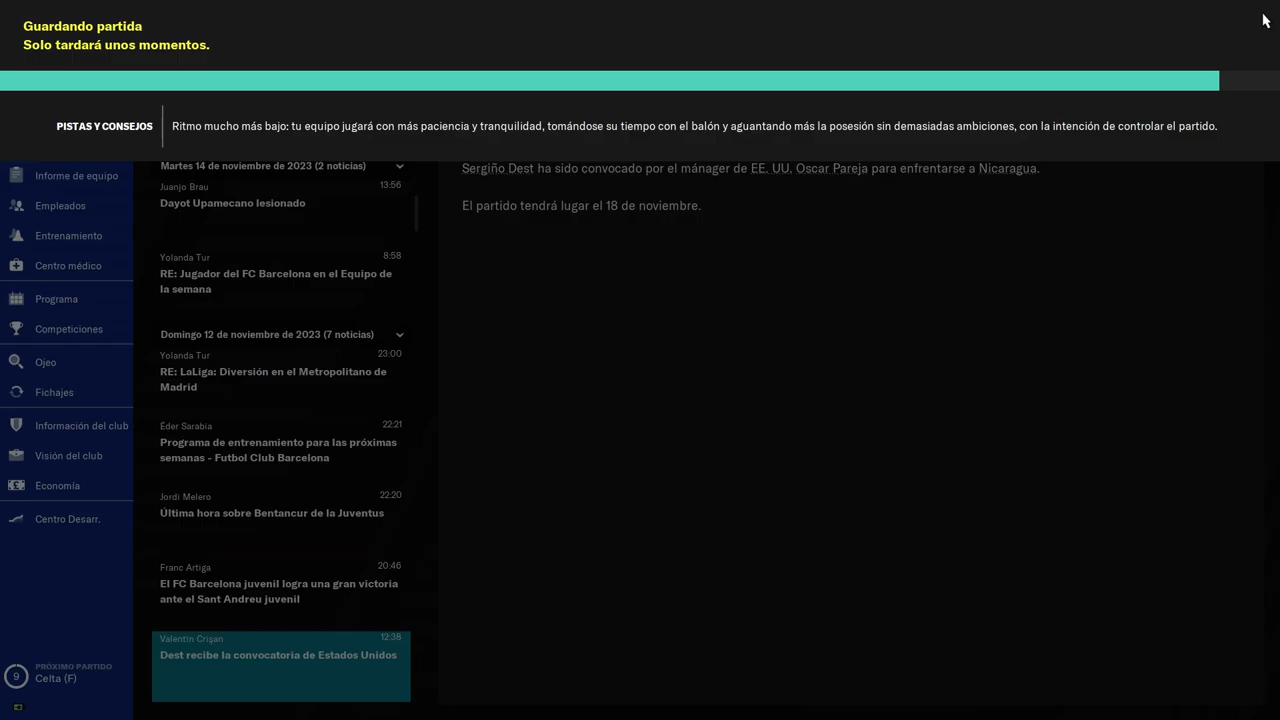 Guardando partida
Solo tardará unos momentos.
PISTAS Y CONSEJOS
Ritmo mucho más bajo: tu equipo jugará con más paciencia y tranquilidad, tomándose su tiempo con el balón y aguantando más la posesión sin demasiadas ambiciones, con la intención de controlar el partido.
Informe de equipo
Empleados
Entrenamiento
Centro médico
Programa
Competiciones
Ojeo
Fichajes
Información del club
Visión del club
Economía
Centro Desarr.
9
PRÓXIMO PARTIDO
Celta (F)
Martes 14 de noviembre de 2023 (2 noticias)
Juanjo Brau 13:56
Dayot Upamecano lesionado
Yolanda Tur 8:58
RE: Jugador del FC Barcelona en el Equipo de
la semana
Domingo 12 de noviembre de 2023 (7 noticias)
Yolanda Tur 23:00
RE: LaLiga: Diversión en el Metropolitano de
Madrid
Éder Sarabia 22:21
Programa de entrenamiento para las próximas
semanas - Futbol Club Barcelona
Jordi Melero 22:20
Última hora sobre Bentancur de la Juventus
Franc Artiga 20:46
El FC Barcelona juvenil logra una gran victoria
ante el Sant Andreu juvenil
Valentin Crişan 12:38
Dest recibe la convocatoria de Estados Unidos
Sergiño Dest ha sido convocado por el mánager de EE. UU. Oscar Pareja para enfrentarse a Nicaragua.
El partido tendrá lugar el 18 de noviembre.